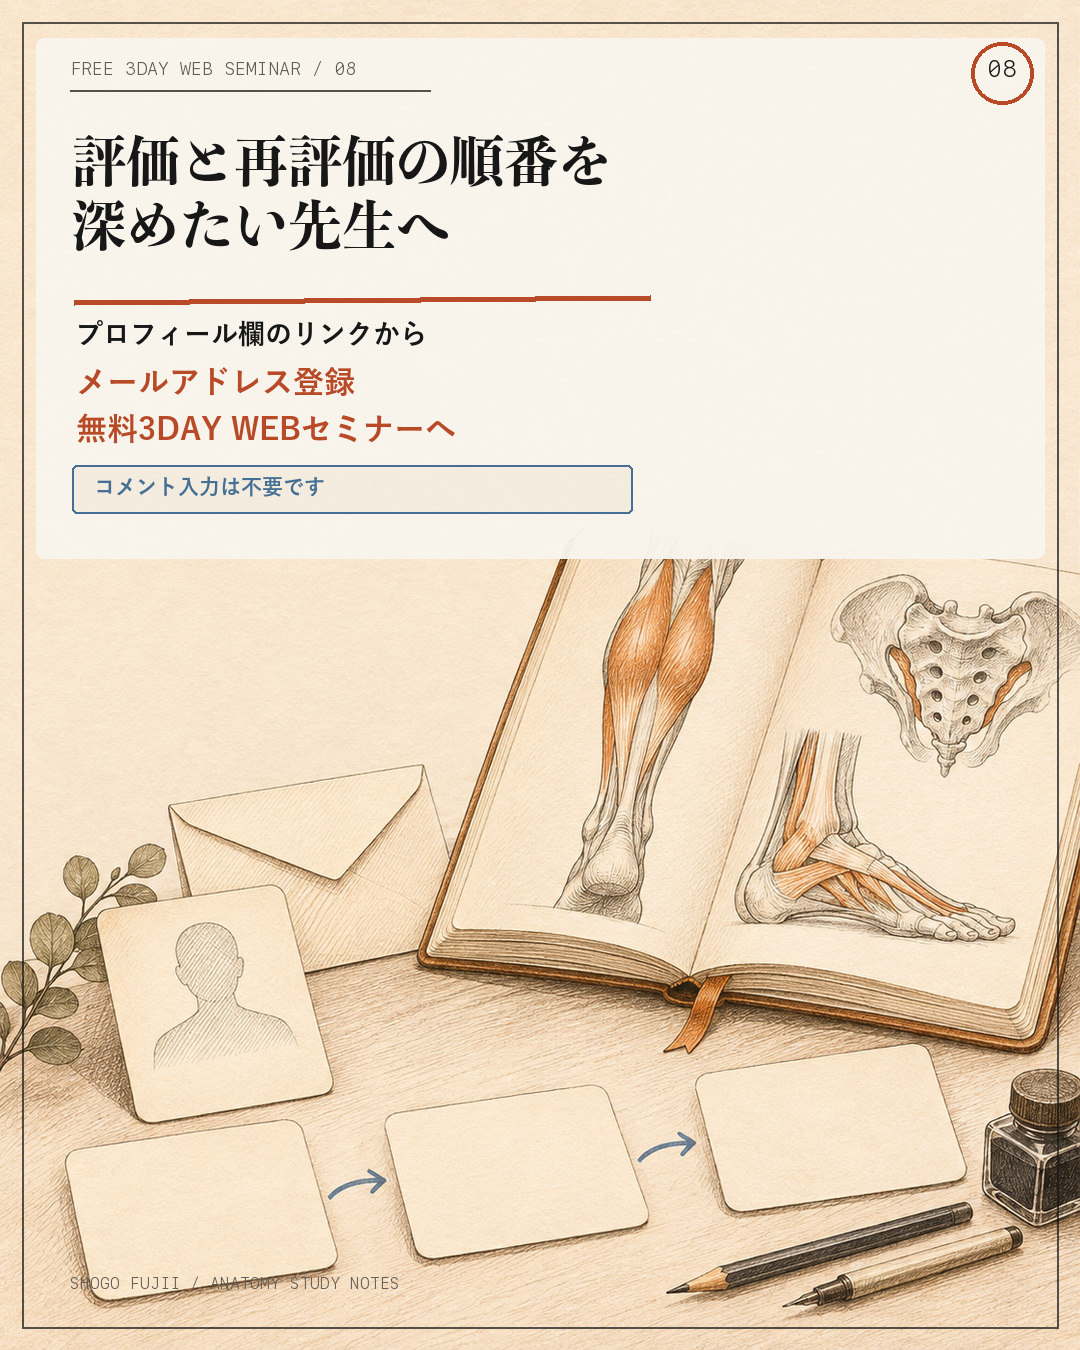 FREE 3DAY WEB SEMINAR / 08
08
評価と再評価の順番を
深めたい先生へ
プロフィール欄のリンクから
メールアドレス登録
無料3DAY WEBセミナーへ
コメント入力は不要です
SHOGO FUJII / ANATOMY STUDY NOTES